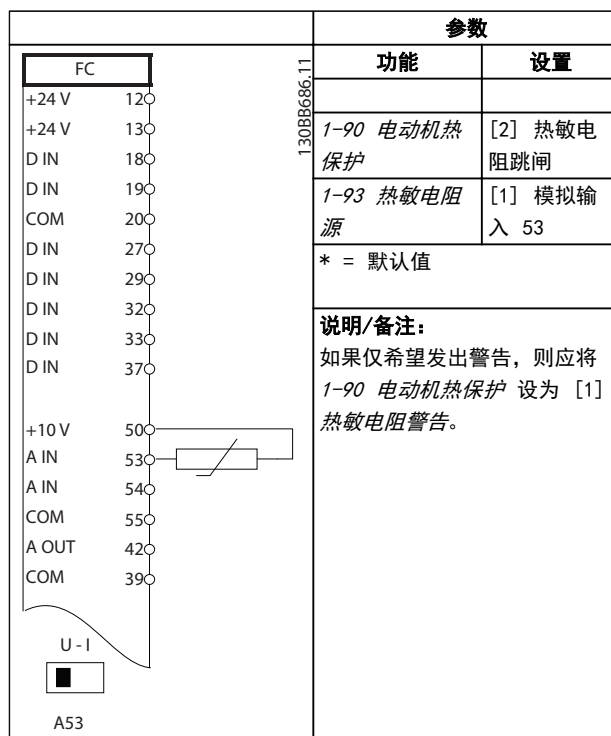 FC
+24 V 12
+24 V 13
D IN 18
D IN 19
COM 20
D IN 27
D IN 29
D IN 32
D IN 33
D IN 37
+10 V 50
A IN 53
A IN 54
COM 55
A OUT 42
COM 39
U - I
A53
130BB686.11
参数
功能 设置
1-90 电动机热 [2] 热敏电
保护 阻跳闸
1-93 热敏电阻 [1] 模拟输
源 入 53
* = 默认值
说明/备注:
如果仅希望发出警告，则应将
1-90 电动机热保护 设为 [1]
热敏电阻警告。